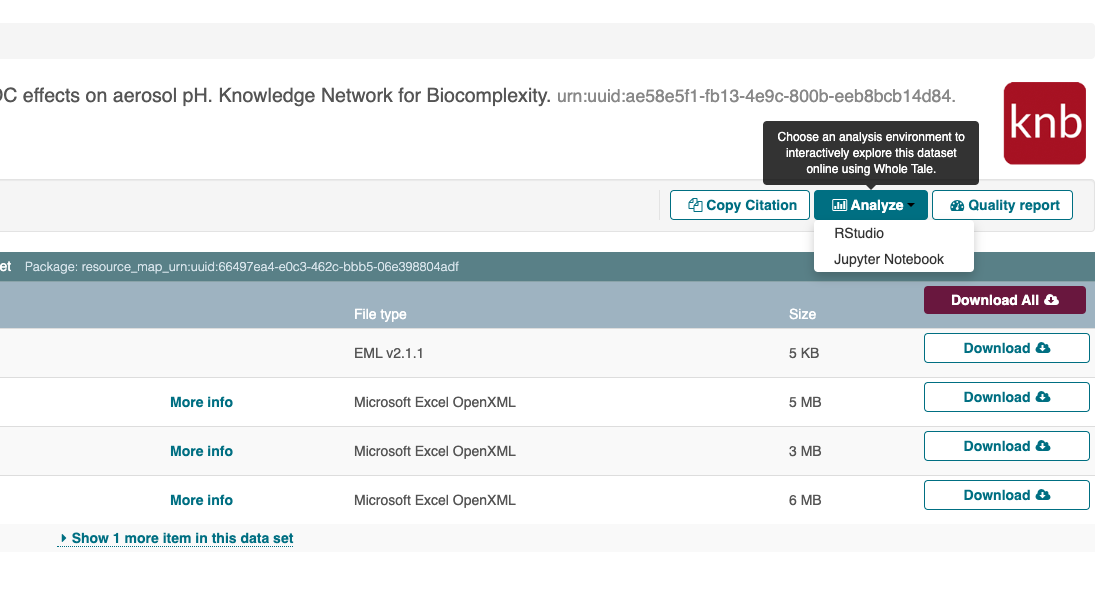 OC effects on aerosol pH. Knowledge Network for Biocomplexity. urn:uuid:ae58e5f1-fb13-4e9c-800b-eeb8bcb14d84.
knb
Choose an analysis environment to
interactively explore this dataset
online using Whole Tale.
Copy Citation
Analyze
Quality report
RStudio
Jupyter Notebook
et Package: resource_map_urn:uuid:66497ea4-e0c3-462c-bbb5-06e398804adf
Download All
File type Size
EML v2.1.1 5 KB Download
More info Microsoft Excel OpenXML 5 MB Download
More info Microsoft Excel OpenXML 3 MB Download
More info Microsoft Excel OpenXML 6 MB Download
Show 1 more item in this data set